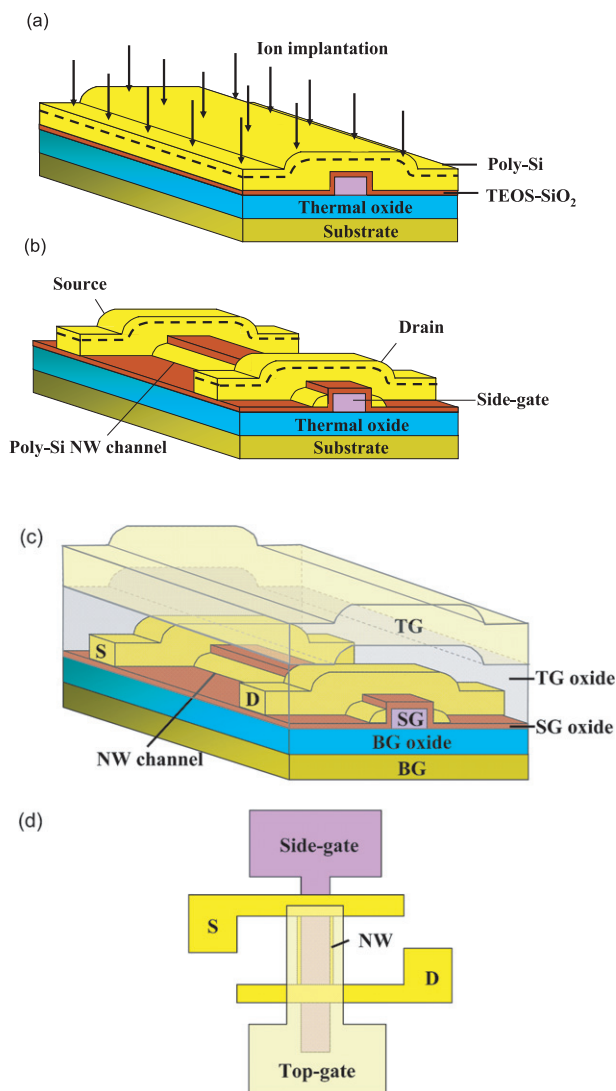 (a)
Ion implantation
Poly-Si
TEOS-SiO₂
Thermal oxide
Substrate
(b)
Source
Drain
Side-gate
Poly-Si NW channel
Thermal oxide
Substrate
(c)
TG
S
TG oxide
D
SG
SG oxide
NW channel
BG oxide
BG
(d)
Side-gate
S
NW
D
Top-gate